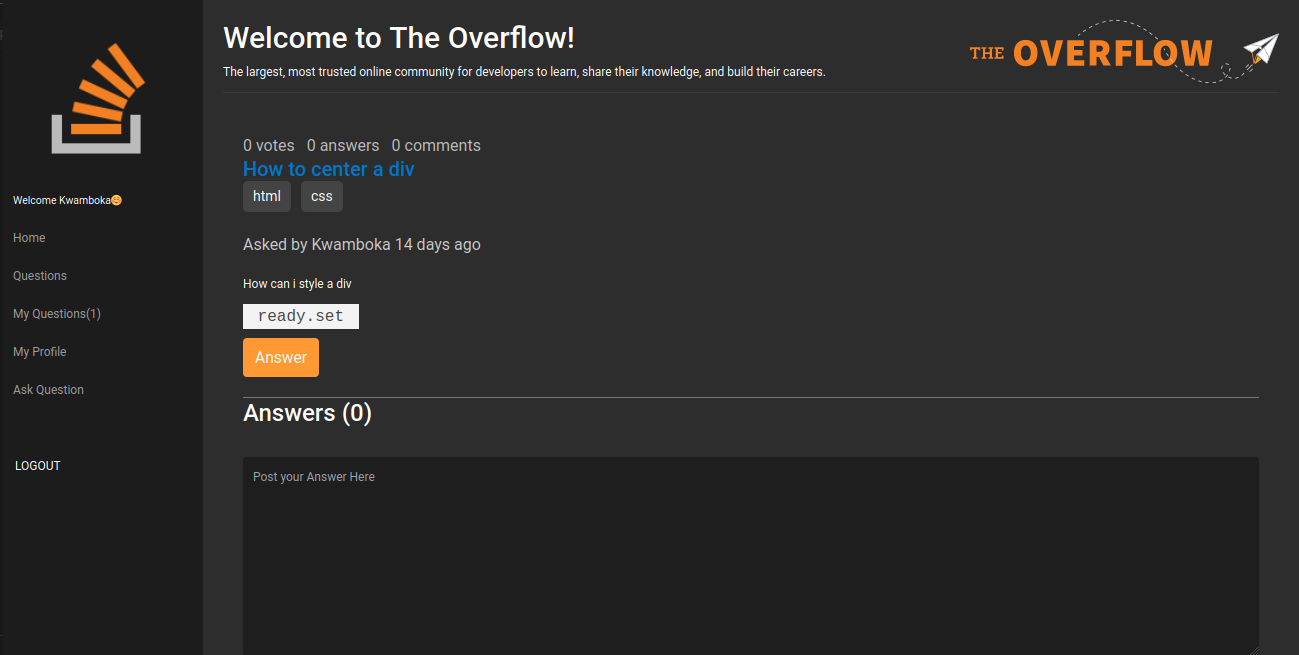 Welcome to The Overflow!
The largest, most trusted online community for developers to learn, share their knowledge, and build their careers.
THE OVERFLOW
Welcome Kwamboka😊
Home
Questions
My Questions(1)
My Profile
Ask Question
LOGOUT
0 votes 0 answers 0 comments
How to center a div
html css
Asked by Kwamboka 14 days ago
How can i style a div
ready.set
Answer
Answers (0)
Post your Answer Here